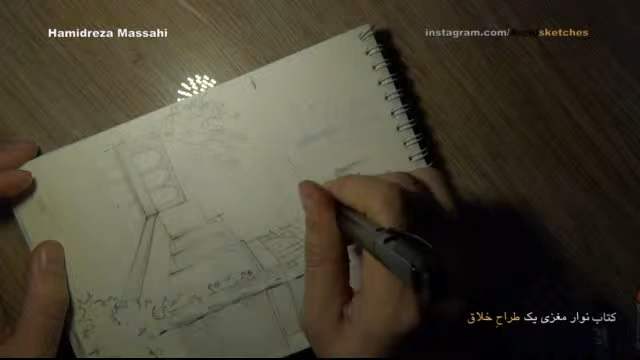 Hamidreza Massahi
instagram.com/ sketches
کتاب نوار مغزی یک طراحِ خلاق